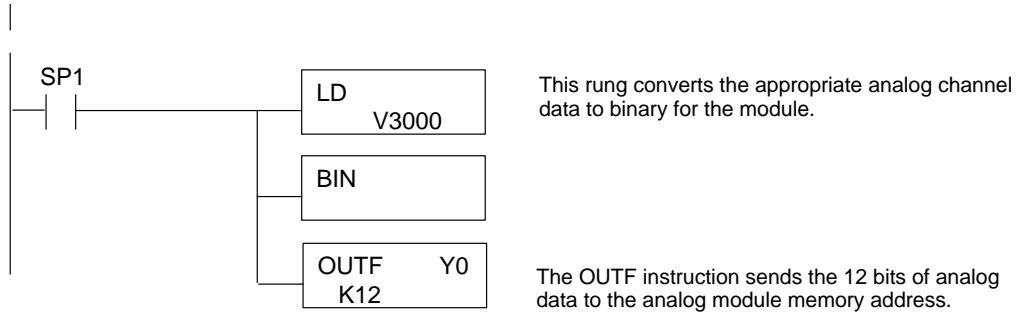 SP1
LD
V3000
This rung converts the appropriate analog channel
data to binary for the module.
BIN
OUTF Y0
K12
The OUTF instruction sends the 12 bits of analog
data to the analog module memory address.